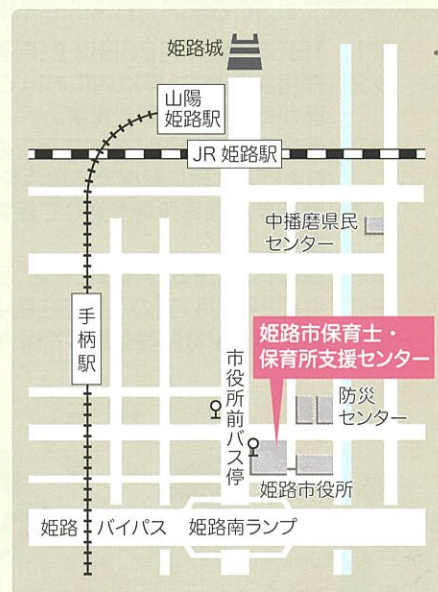 姫路城
山陽
姫路駅
JR 姫路駅
中播磨県民
センター
手柄駅
姫路市保育士・
保育所支援センター
市役所前バス停
防災
センター
姫路市役所
姫路バイパス
姫路南ランプ